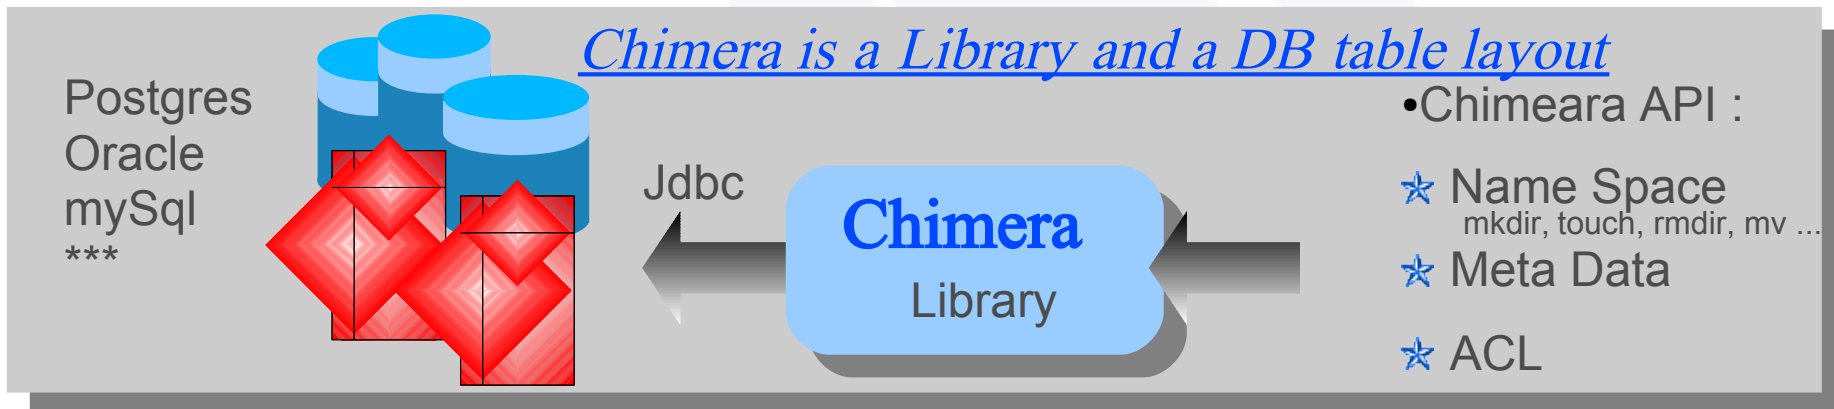 Chimera is a Library and a DB table layout
Postgres
Oracle
mySql
***
Jdbc
Chimera
Library
•Chimeara API :
Name Space
mkdir, touch, rmdir, mv ...
Meta Data
ACL